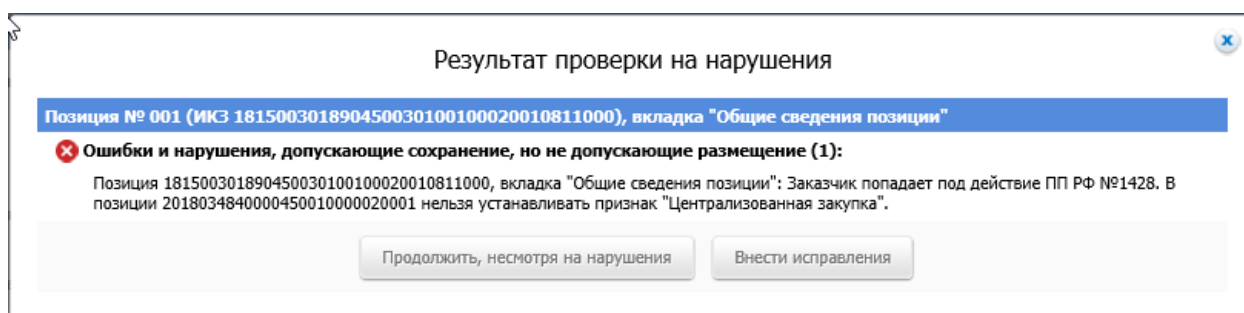 Результат проверки на нарушения
Позиция № 001 (ИКЗ 181500301890450030100100020010811000), вкладка "Общие сведения позиции"
Ошибки и нарушения, допускающие сохранение, но не допускающие размещение (1):
Позиция 181500301890450030100100020010811000, вкладка "Общие сведения позиции": Заказчик попадает под действие ПП РФ №1428. В
позиции 2018034840000450010000020001 нельзя устанавливать признак "Централизованная закупка".
Продолжить, несмотря на нарушения
Внести исправления